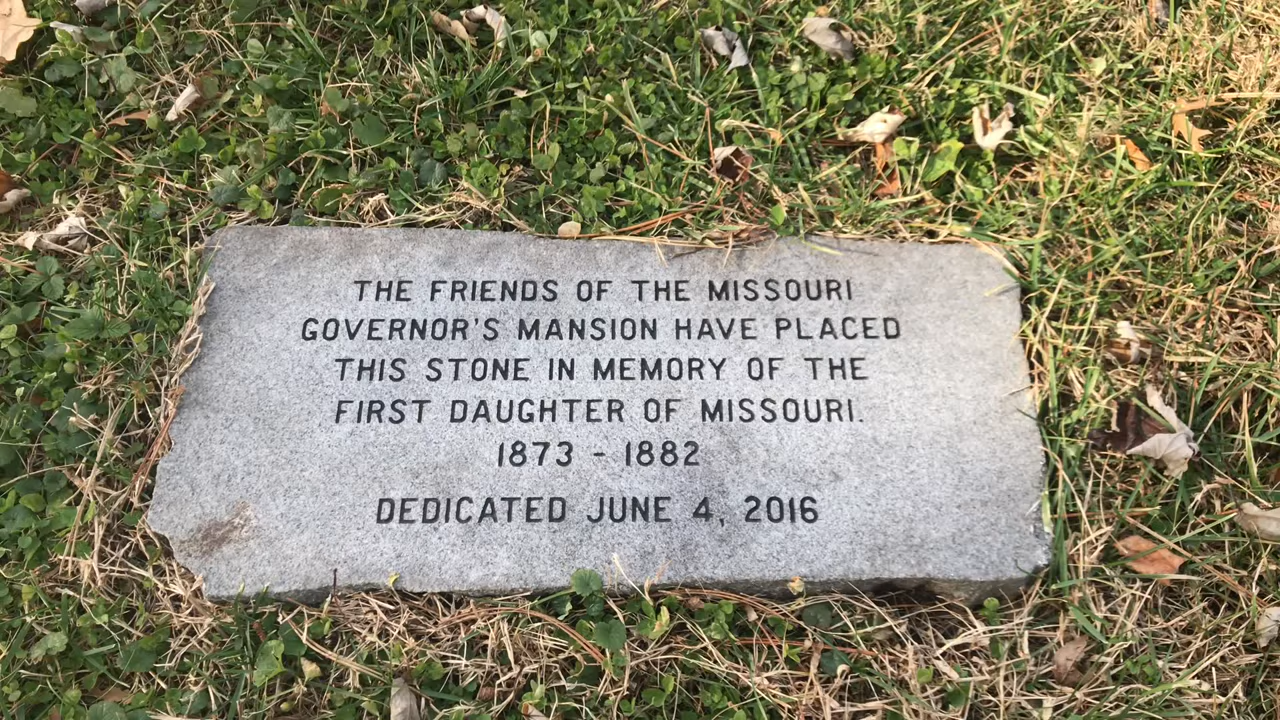 THE FRIENDS OF THE MISSOURI
GOVERNOR'S MANSION HAVE PLACED
THIS STONE IN MEMORY OF THE
FIRST DAUGHTER OF MISSOURI.
1873 - 1882
DEDICATED JUNE 4, 2016